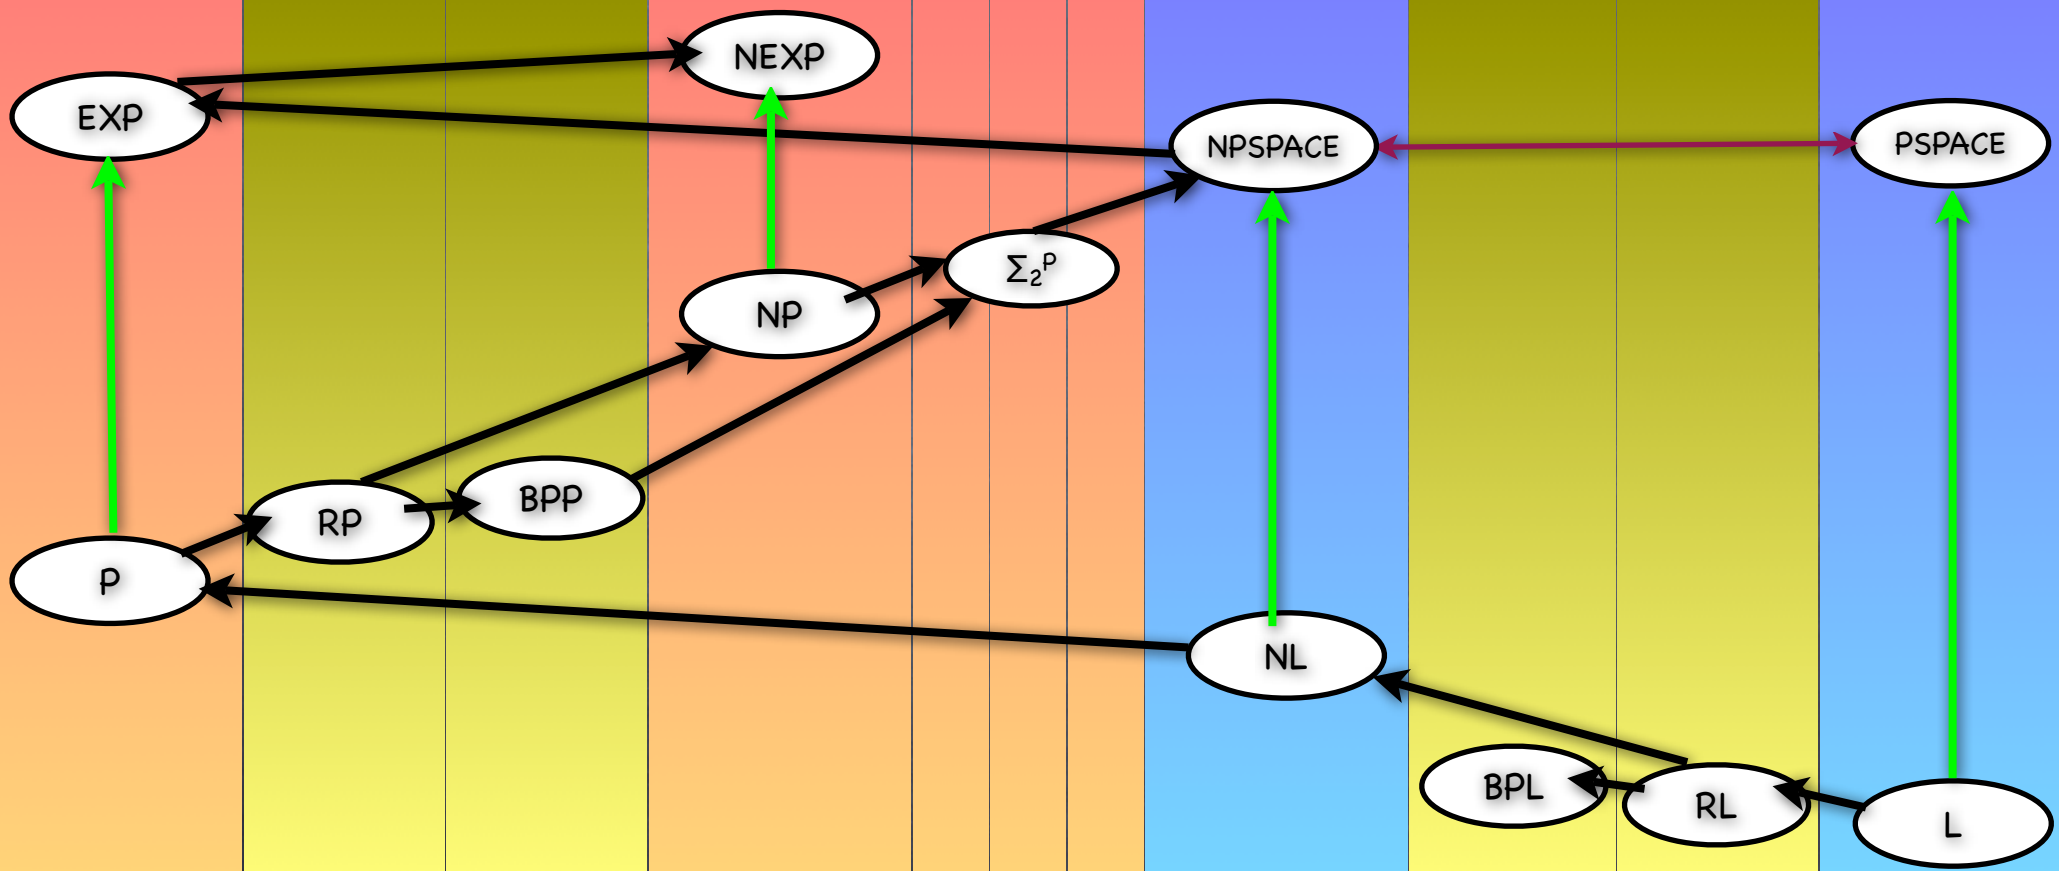 NEXP
EXP
NPSPACE
PSPACE
Σ₂ᴾ
NP
BPP
RP
P
NL
BPL
RL
L